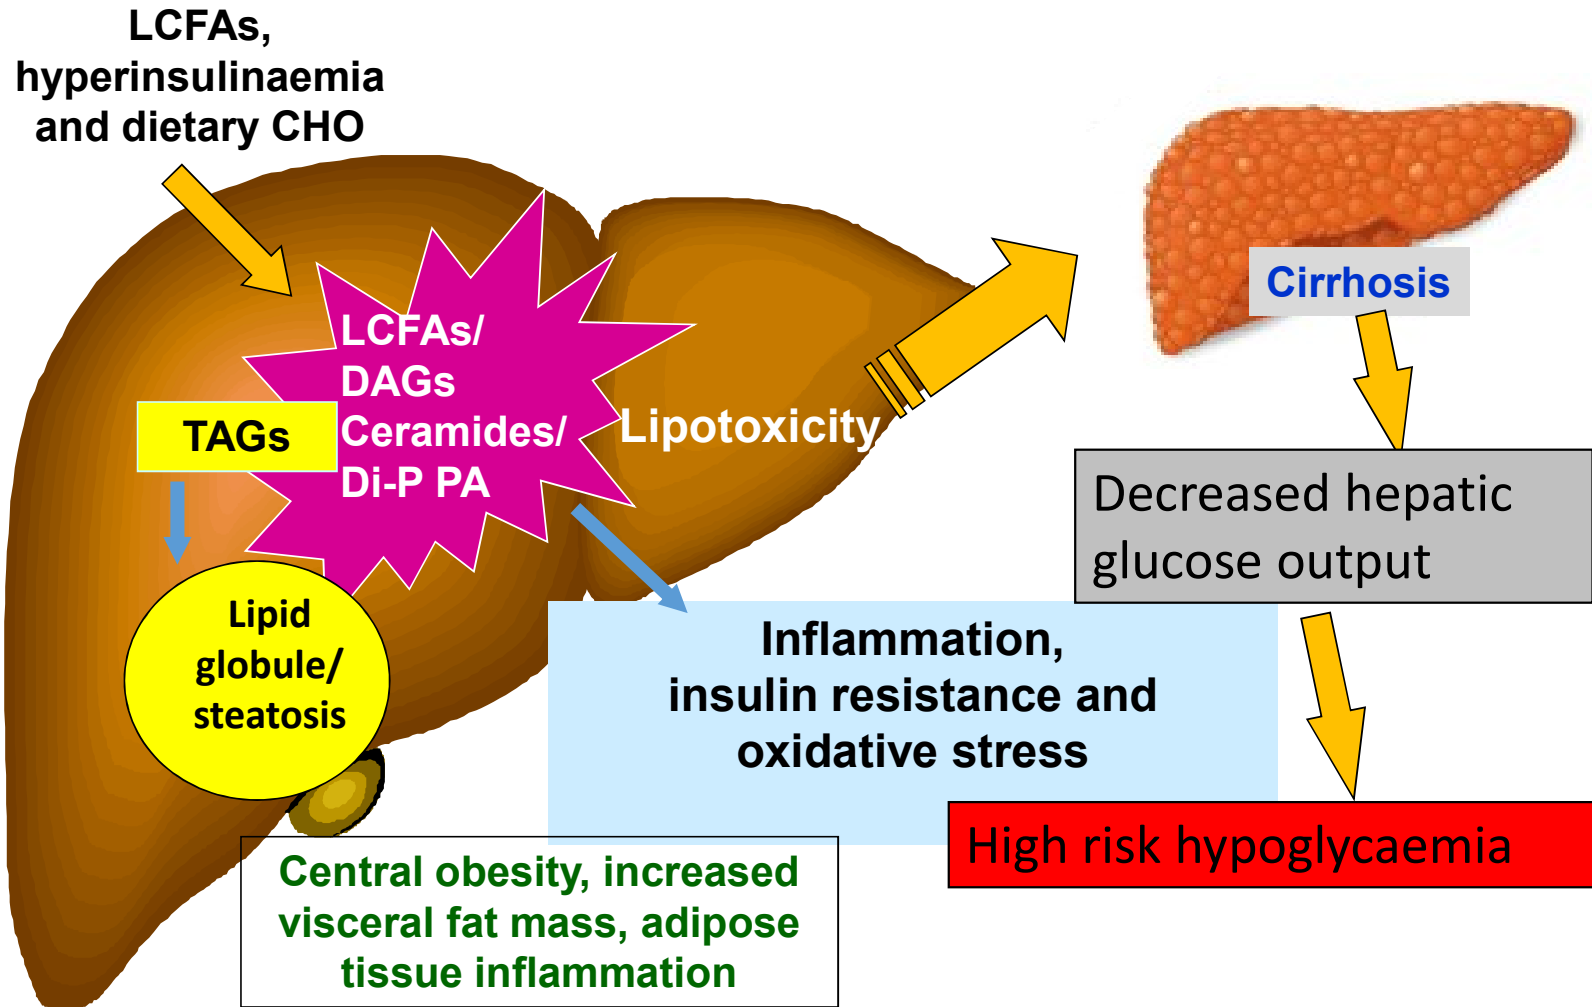 LCFAs,
hyperinsulinaemia
and dietary CHO
LCFAs/
DAGs
Ceramides/
Di-P PA
TAGs
Lipotoxicity
Lipid
globule/
steatosis
Inflammation,
insulin resistance and
oxidative stress
Central obesity, increased
visceral fat mass, adipose
tissue inflammation
Cirrhosis
Decreased hepatic
glucose output
High risk hypoglycaemia